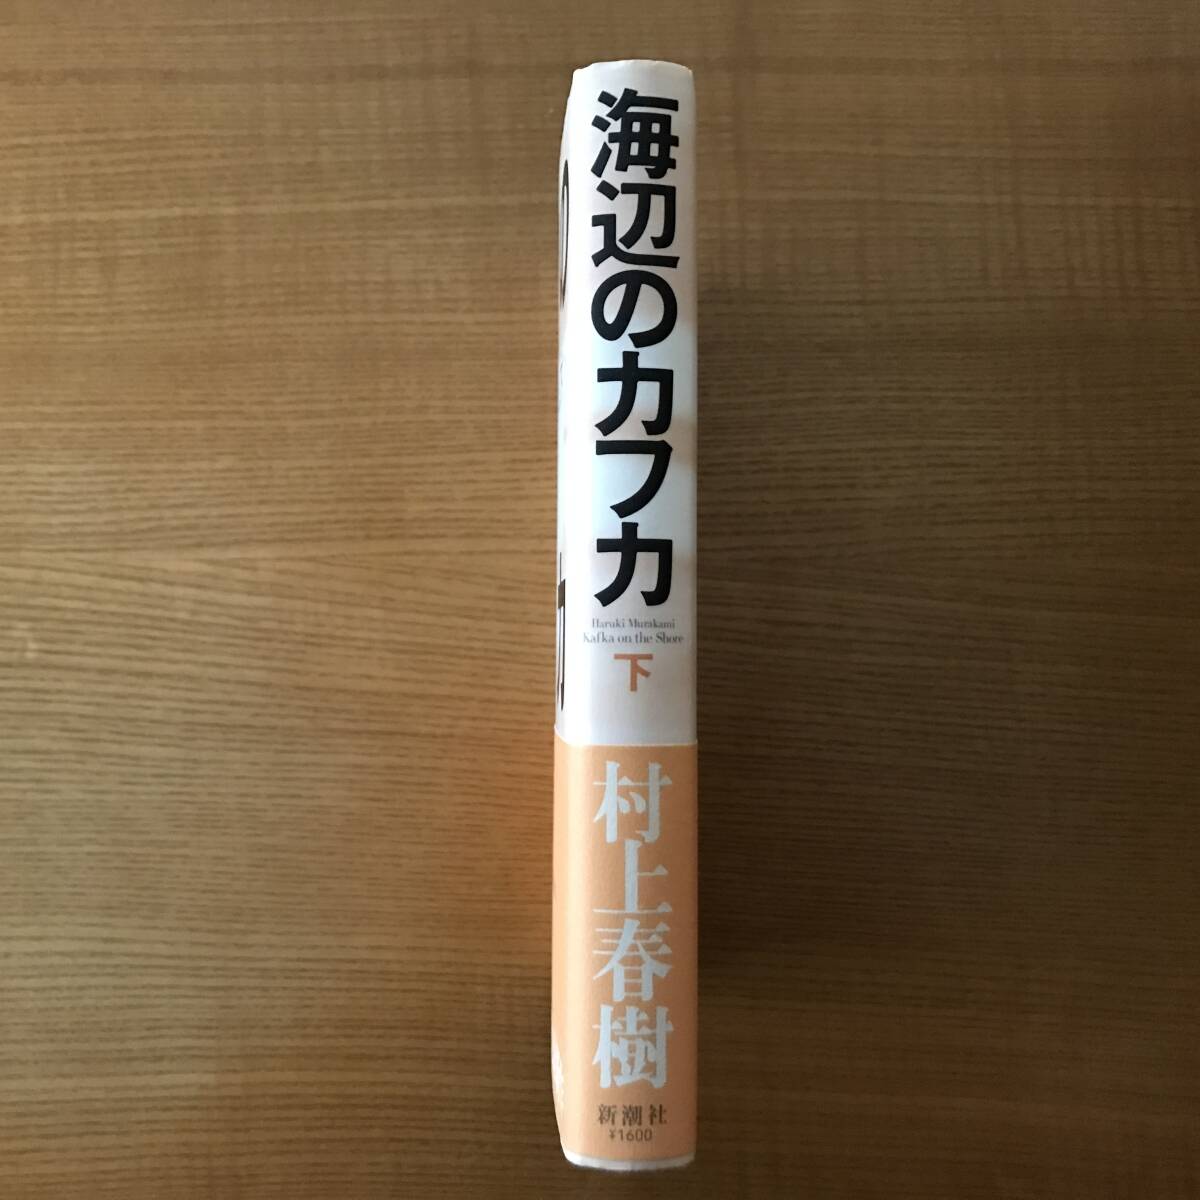 海辺のカフカ
Haruki Murakami
Kafka on the Shore
下
村上春樹
新潮社
¥1600